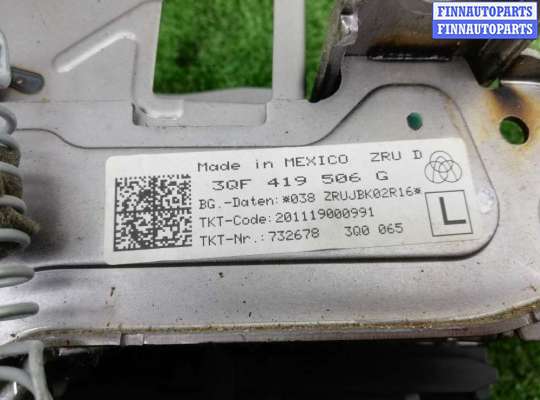 FINNAUTOPARTS
FINNAUTOPARTS
Made in MEXICO ZRU D
3QF 419 506 G
BG.-Daten:*038 ZRUJBK02R16*
TKT-Code:201119000991
TKT-Nr.:732678 3Q0 065
L